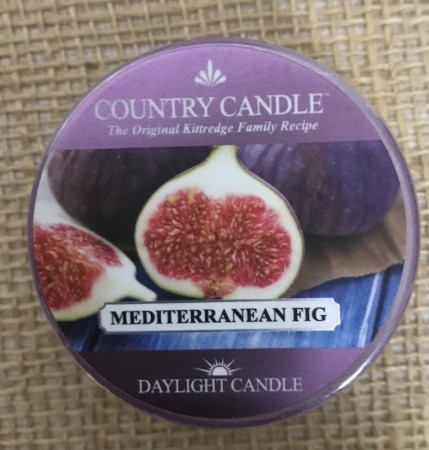 COUNTRY CANDLE™
The Original Kittredge Family Recipe
MEDITERRANEAN FIG
DAYLIGHT CANDLE